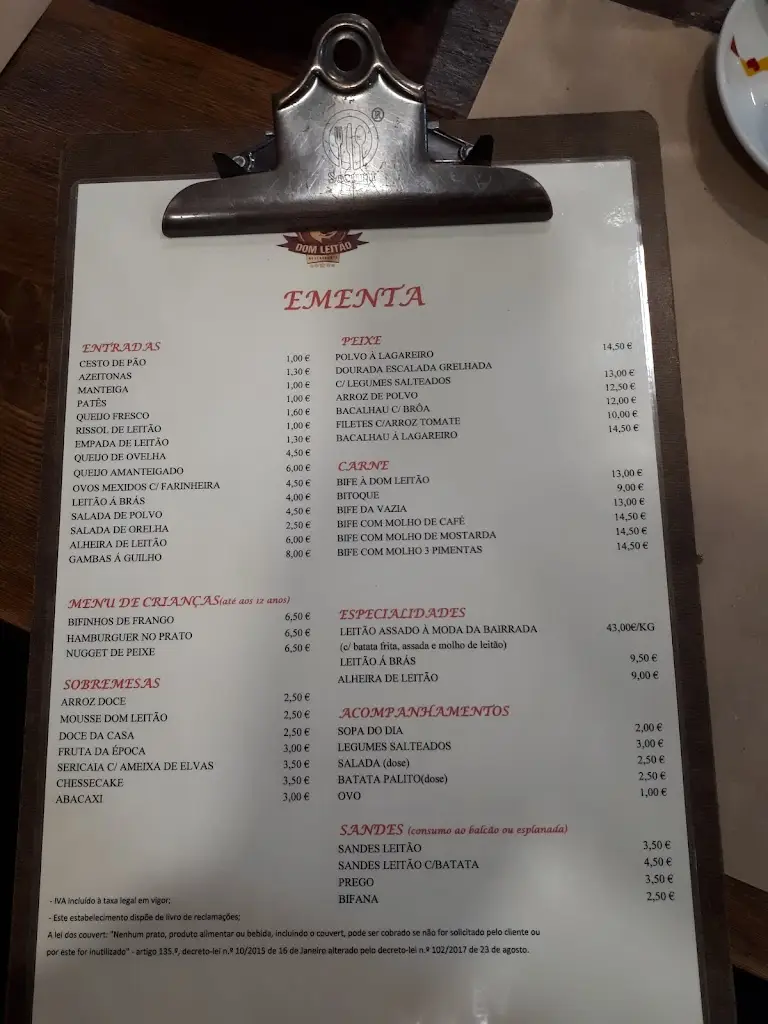 DOM LEITÃO
EMENTA
ENTRADAS
CESTO DE PÃO 1,00 €
AZEITONAS 1,30 €
MANTEIGA 1,00 €
PATÊS 1,00 €
QUEIJO FRESCO 1,60 €
RISSOL DE LEITÃO 1,00 €
EMPADA DE LEITÃO 1,30 €
QUEIJO DE OVELHA 4,50 €
QUEIJO AMANTEIGADO 6,00 €
OVOS MEXIDOS C/ FARINHEIRA 4,50 €
LEITÃO Á BRÁS 4,00 €
SALADA DE POLVO 4,50 €
SALADA DE ORELHA 2,50 €
ALHEIRA DE LEITÃO 6,00 €
GAMBAS Á GUILHO 8,00 €
MENU DE CRIANÇAS(até aos 12 anos)
BIFINHOS DE FRANGO 6,50 €
HAMBURGUER NO PRATO 6,50 €
NUGGET DE PEIXE 6,50 €
SOBREMESAS
ARROZ DOCE 2,50 €
MOUSSE DOM LEITÃO 2,50 €
DOCE DA CASA 2,50 €
FRUTA DA ÉPOCA 3,00 €
SERICAIA C/ AMEIXA DE ELVAS 3,50 €
CHESSECAKE 3,50 €
ABACAXI 3,00 €
PEIXE
POLVO À LAGAREIRO 14,50 €
DOURADA ESCALADA GRELHADA
C/ LEGUMES SALTEADOS 13,00 €
ARROZ DE POLVO 12,50 €
BACALHAU C/ BRÔA 12,00 €
FILETES C/ARROZ TOMATE 10,00 €
BACALHAU À LAGAREIRO 14,50 €
CARNE
BIFE À DOM LEITÃO 13,00 €
BITOQUE 9,00 €
BIFE DA VAZIA 13,00 €
BIFE COM MOLHO DE CAFÉ 14,50 €
BIFE COM MOLHO DE MOSTARDA 14,50 €
BIFE COM MOLHO 3 PIMENTAS 14,50 €
ESPECIALIDADES
LEITÃO ASSADO À MODA DA BAIRRADA 43,00€/KG
(c/ batata frita, assada e molho de leitão)
LEITÃO Á BRÁS 9,50 €
ALHEIRA DE LEITÃO 9,00 €
ACOMPANHAMENTOS
SOPA DO DIA 2,00 €
LEGUMES SALTEADOS 3,00 €
SALADA (dose) 2,50 €
BATATA PALITO(dose) 2,50 €
OVO 1,00 €
SANDES (consumo ao balcão ou esplanada)
SANDES LEITÃO 3,50 €
SANDES LEITÃO C/BATATA 4,50 €
PREGO 3,50 €
BIFANA 2,50 €
- IVA incluído à taxa legal em vigor;
- Este estabelecimento dispõe de livro de reclamações;
A lei dos couvert: "Nenhum prato, produto alimentar ou bebida, incluindo o couvert, pode ser cobrado se não for solicitado pelo cliente ou
por este for inutilizado" - artigo 135.º, decreto-lei n.º 10/2015 de 16 de Janeiro alterado pelo decreto-lei n.º 102/2017 de 23 de agosto.